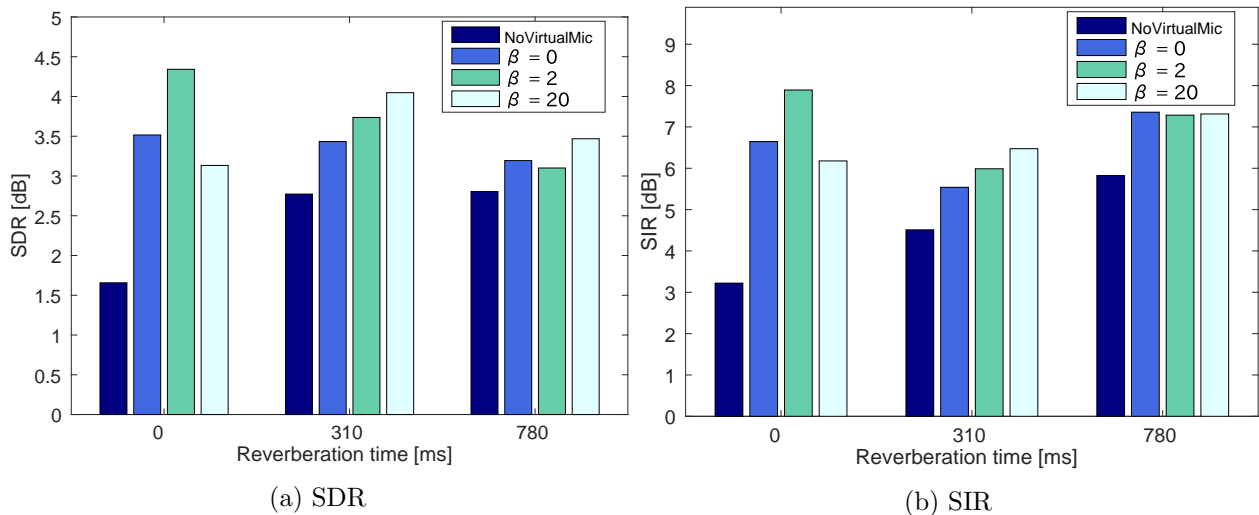 5
4.5
4
3.5
3
2.5
2
1.5
1
0.5
0
SDR [dB]
NoVirtualMic
β = 0
β = 2
β = 20
0 310 780
Reverberation time [ms]
(a) SDR
9
8
7
6
5
4
3
2
1
0
SIR [dB]
NoVirtualMic
β = 0
β = 2
β = 20
0 310 780
Reverberation time [ms]
(b) SIR